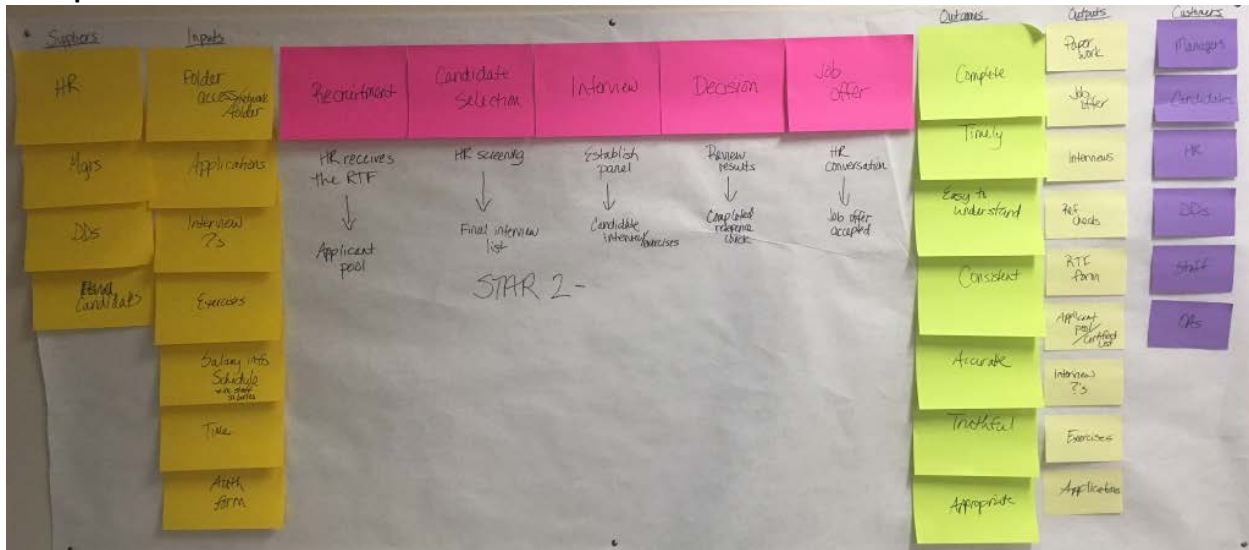 Suppliers
HR
Mgrs
DDs
Candidates
Inputs
Folder
access network
folder
Applications
Interview
?'s
Exercises
Salary info
Schedule
Time
Auth
form
Recruitment
HR receives
the RTF
Applicant
pool
Candidate
Selection
HR screening
Final interview
list
Interview
Establish
panel
Candidate
interview/exercises
Decision
Review
results
Completed
reference
check
Job
offer
HR
conversation
Job offer
accepted
STAR 2-
Outcomes
Complete
Timely
Easy to
understand
Consistent
Accurate
Truthful
Appropriate
Outputs
Paper
work
Job
offer
Interviews
Ref
Checks
RTF
form
Applicant
pool/
Certified
List
Interview
?'s
Exercises
Applications
Customers
Managers
Candidates
HR
DDs
Staff